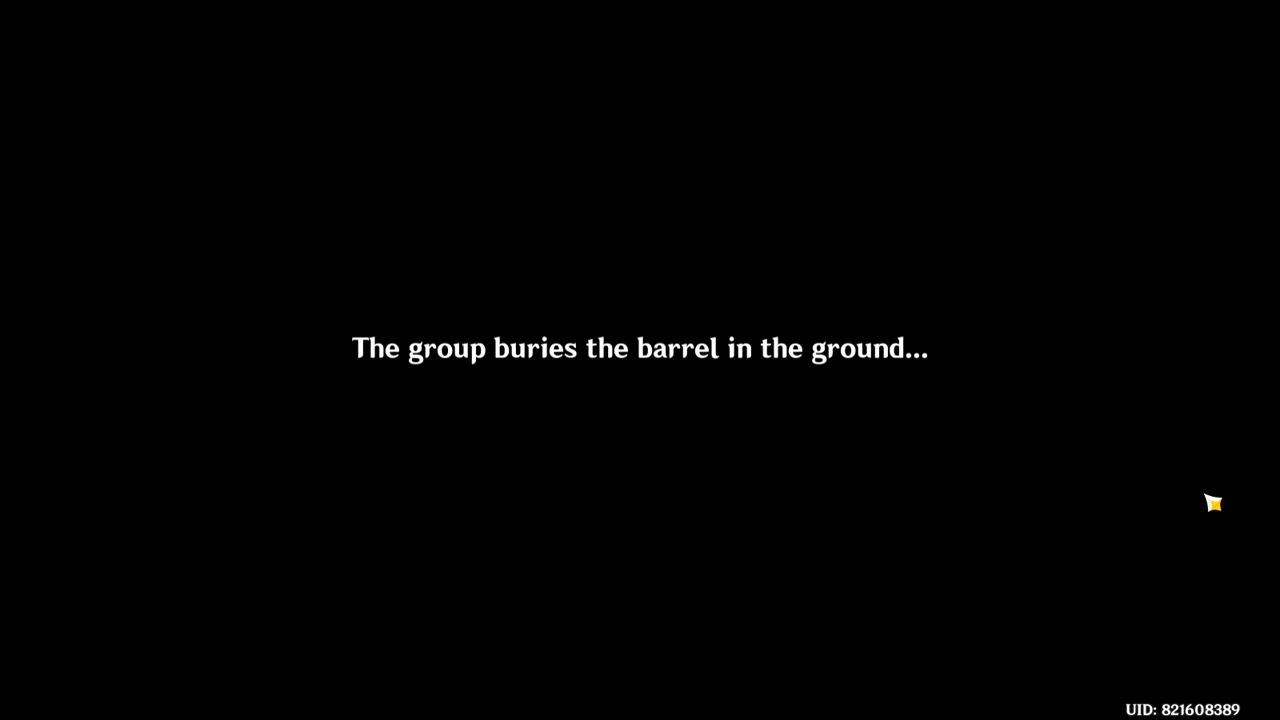 The group buries the barrel in the ground...
UID: 821608389